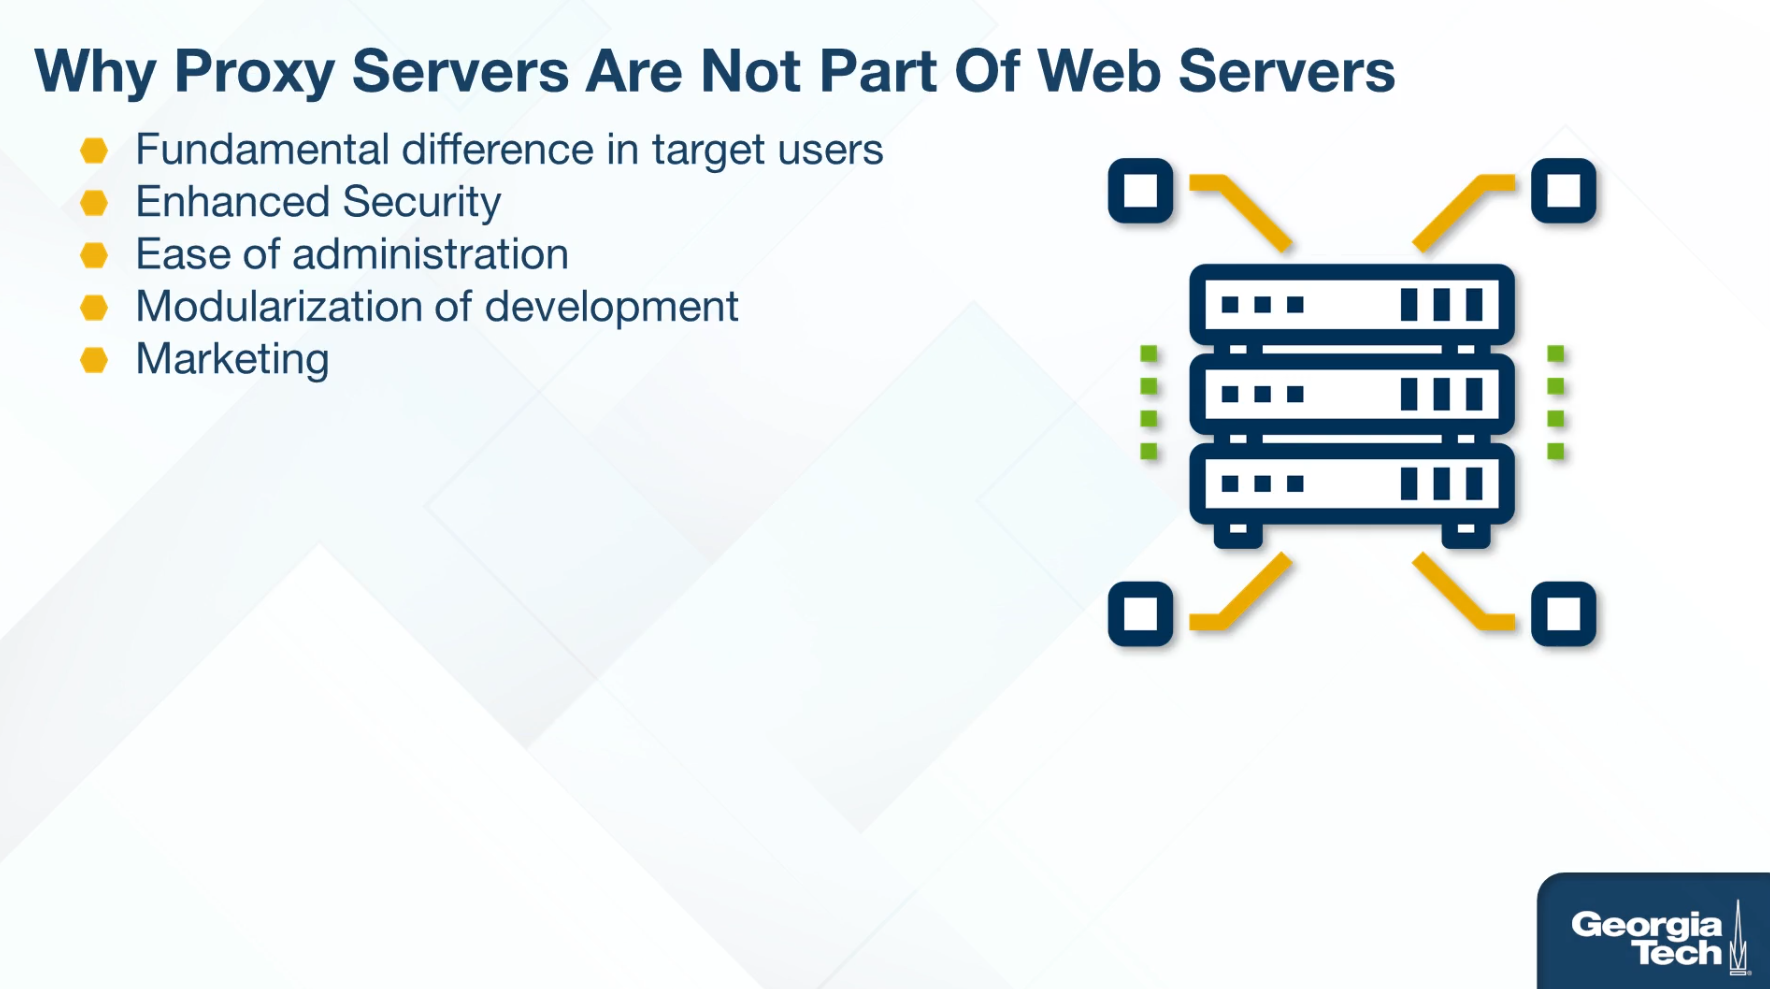 Why Proxy Servers Are Not Part Of Web Servers
Fundamental difference in target users
Enhanced Security
Ease of administration
Modularization of development
Marketing
Georgia
Tech